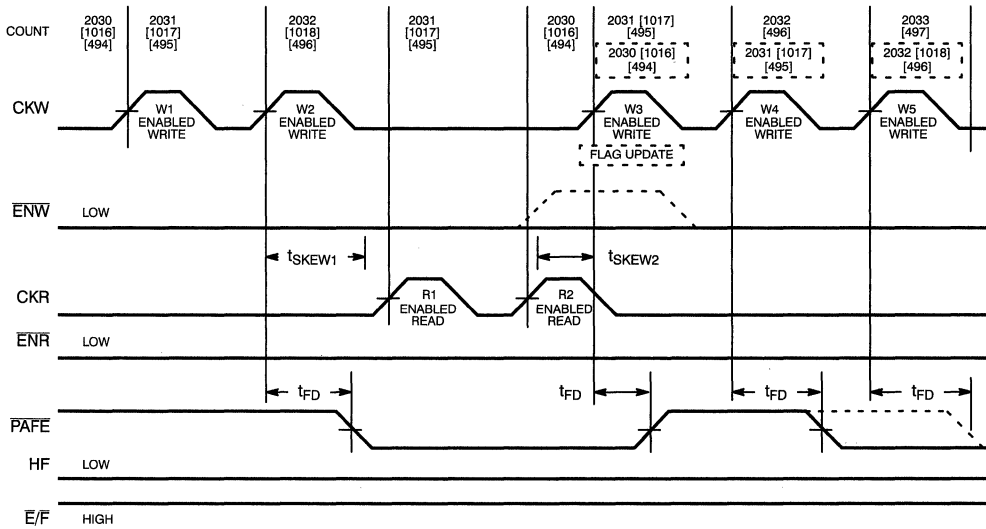 COUNT
2030
[1016]
[494]
2031
[1017]
[495]
2032
[1018]
[496]
2031
[1017]
[495]
2030
[1016]
[494]
2031 [1017]
[495]
2030 [1016]
[494]
2032
[496]
2031 [1017]
[495]
2033
[497]
2032 [1018]
[496]
CKW
W1
ENABLED
WRITE
W2
ENABLED
WRITE
W3
ENABLED
WRITE
W4
ENABLED
WRITE
W5
ENABLED
WRITE
FLAG UPDATE
ENW
LOW
tSKEW1
tSKEW2
CKR
R1
ENABLED
READ
R2
ENABLED
READ
ENR
LOW
tFD
tFD
tFD
tFD
PAFE
HF
LOW
E/F
HIGH